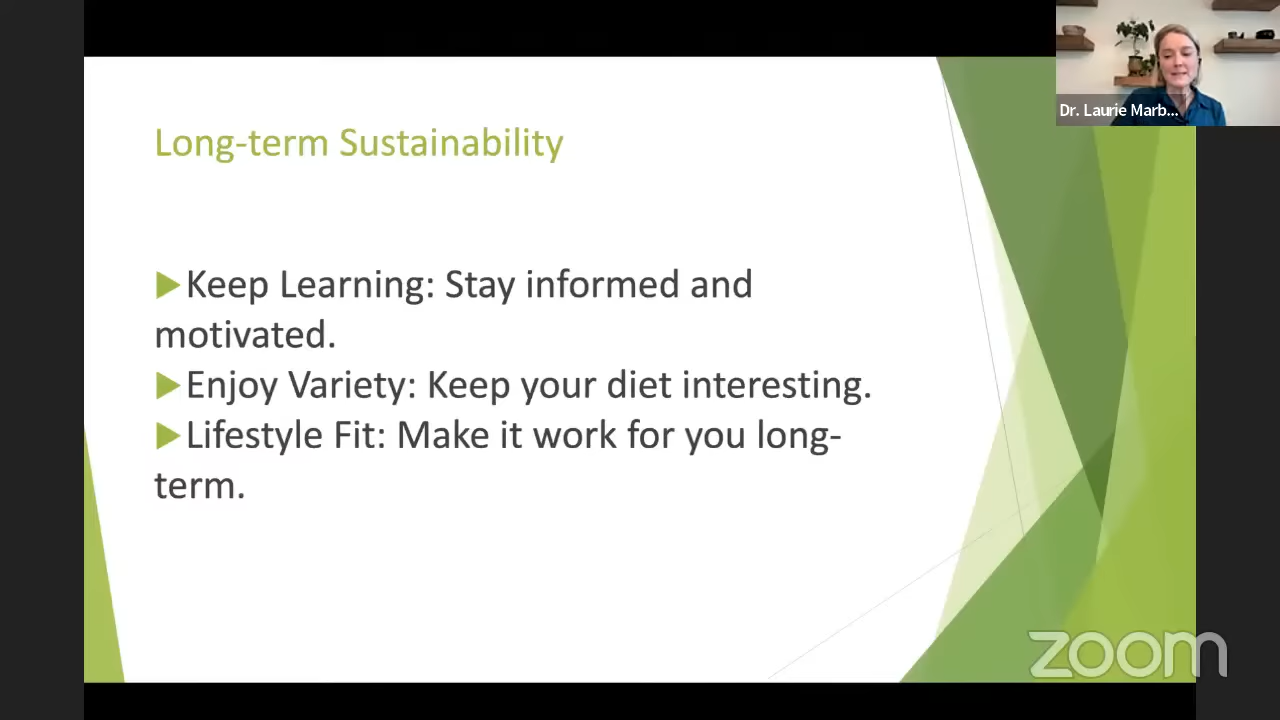 Dr. Laurie Marb...
Long-term Sustainability
Keep Learning: Stay informed and
motivated.
Enjoy Variety: Keep your diet interesting.
Lifestyle Fit: Make it work for you long-
term.
zoom